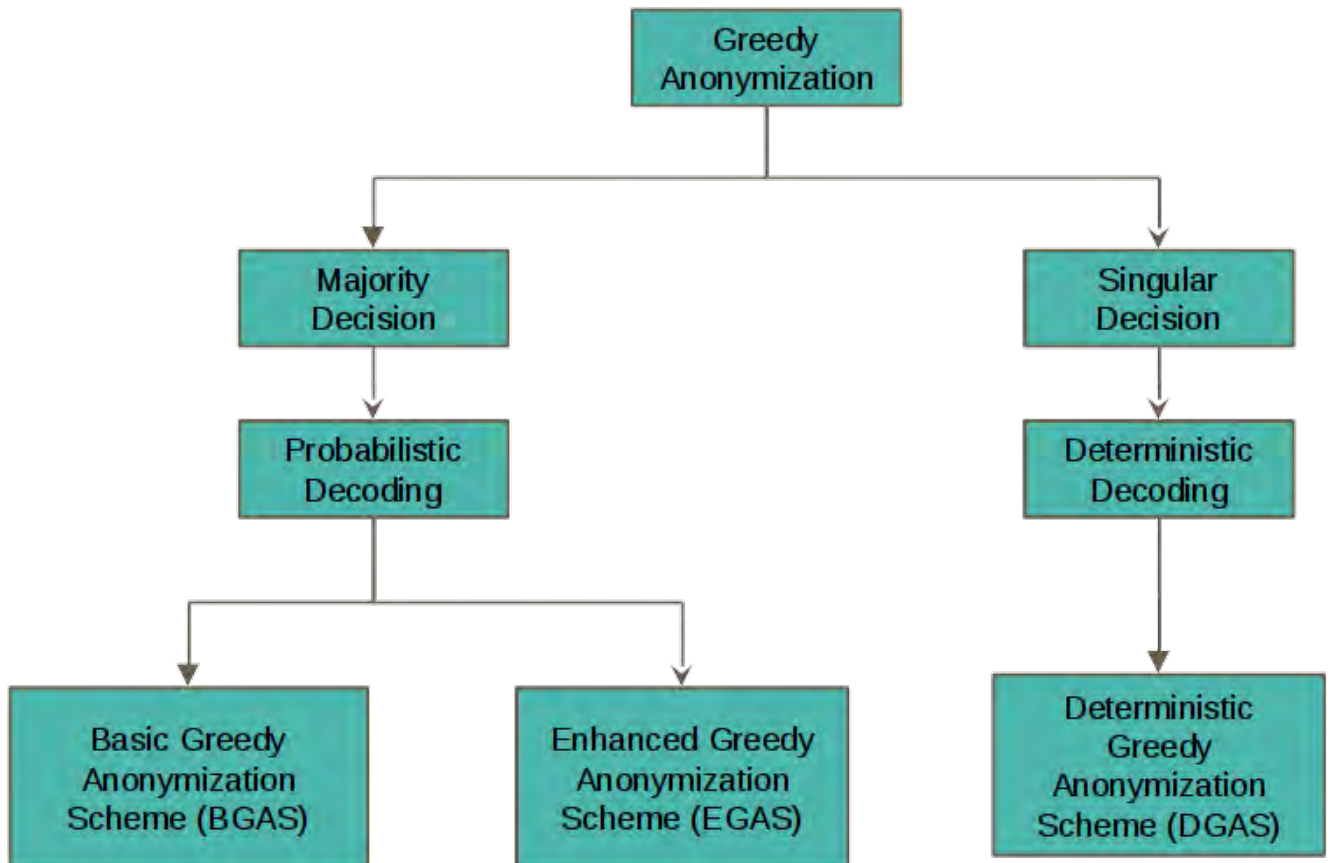 Greedy
Anonymization
Majority
Decision
Singular
Decision
Probabilistic
Decoding
Deterministic
Decoding
Basic Greedy
Anonymization
Scheme (BGAS)
Enhanced Greedy
Anonymization
Scheme (EGAS)
Deterministic
Greedy
Anonymization
Scheme (DGAS)